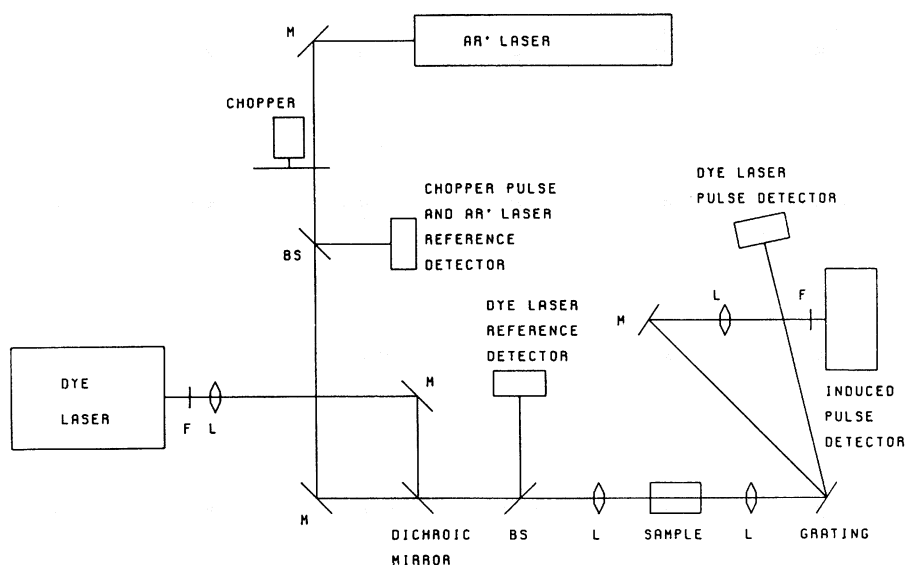 M
AR⁺ LASER
CHOPPER
DYE LASER
PULSE DETECTOR
CHOPPER PULSE
AND AR⁺ LASER
REFERENCE
DETECTOR
BS
DYE LASER
REFERENCE
DETECTOR
L
F
M
INDUCED
PULSE
DETECTOR
DYE
LASER
F
L
M
M
DICHROIC
MIRROR
BS
L
SAMPLE
L
GRATING